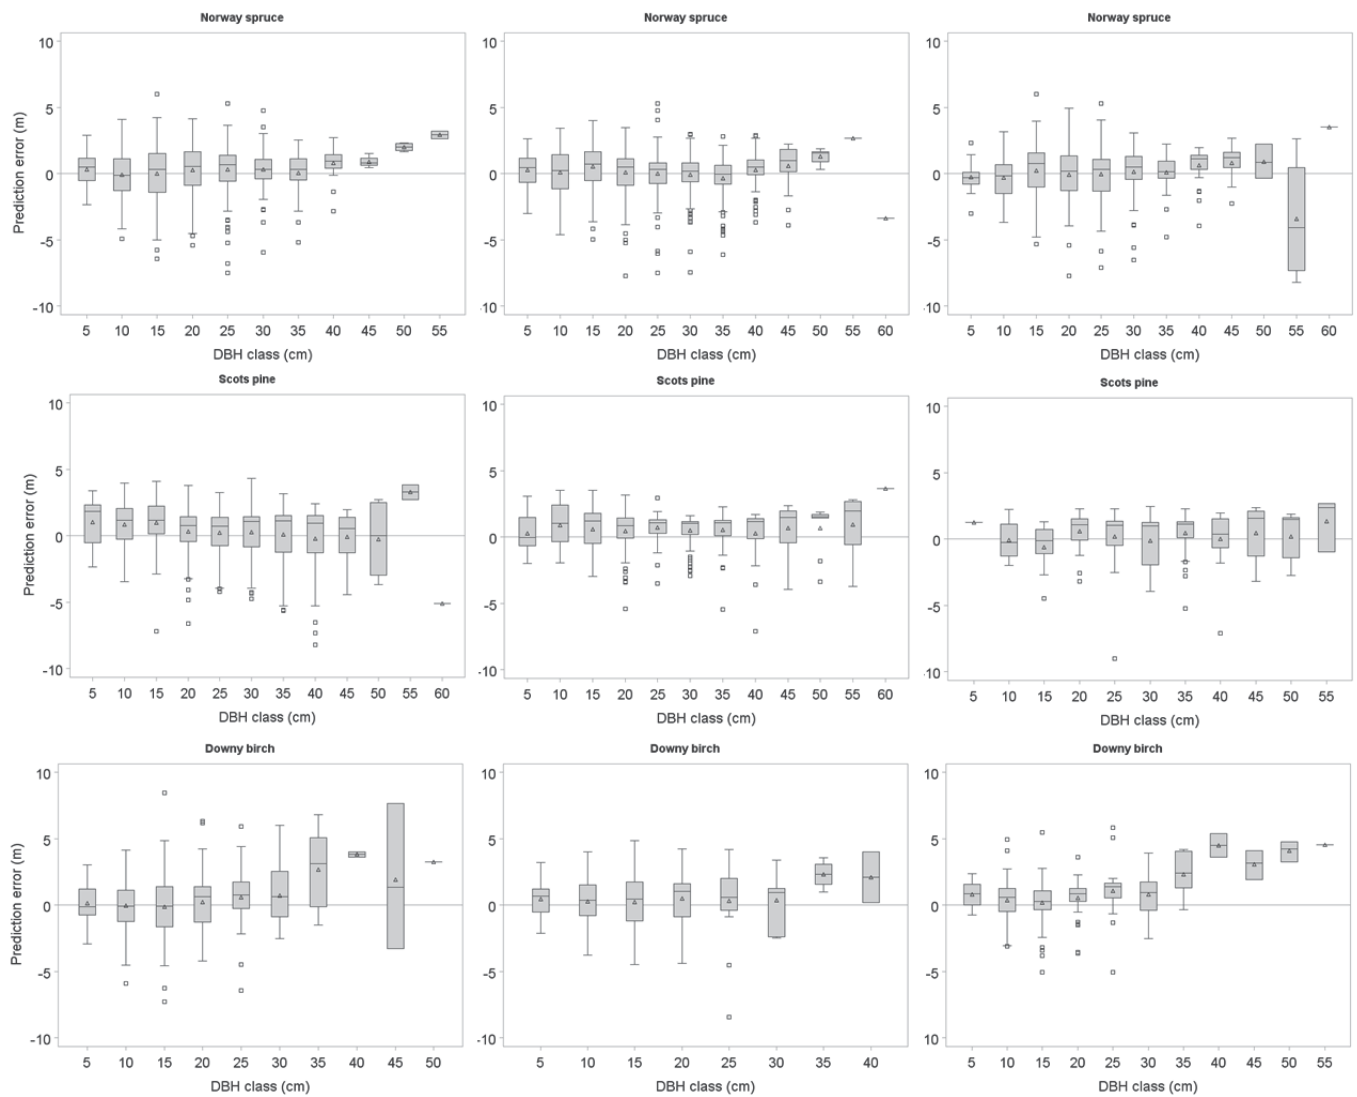 Norway spruce Norway spruce Norway spruce
10 10 10
5 5 5
0 0 0
-5 -5 -5
-10 10 10
Prediction error (m)
5 10 15 20 25 30 35 40 45 50 55 5 10 15 20 25 30 35 40 45 50 55 60 5 10 15 20 25 30 35 40 45 50 55 60
DBH class (cm) DBH class (cm) DBH class (cm)
Scots pine Scots pine Scots pine
10 10 10
5 5 5
0 0 0
-5 -5 -5
-10 -10 10
Prediction error (m)
5 10 15 20 25 30 35 40 45 50 55 60 5 10 15 20 25 30 35 40 45 50 55 60 5 10 15 20 25 30 35 40 45 50 55
DBH class (cm) DBH class (cm) DBH class (cm)
Downy birch Downy birch Downy birch
10 10 10
5 5 5
0 0 0
-5 -5 -5
-10 -10 10
Prediction error (m)
5 10 15 20 25 30 35 40 45 50 5 10 15 20 25 30 35 40 5 10 15 20 25 30 35 40 45 50 55
DBH class (cm) DBH class (cm) DBH class (cm)